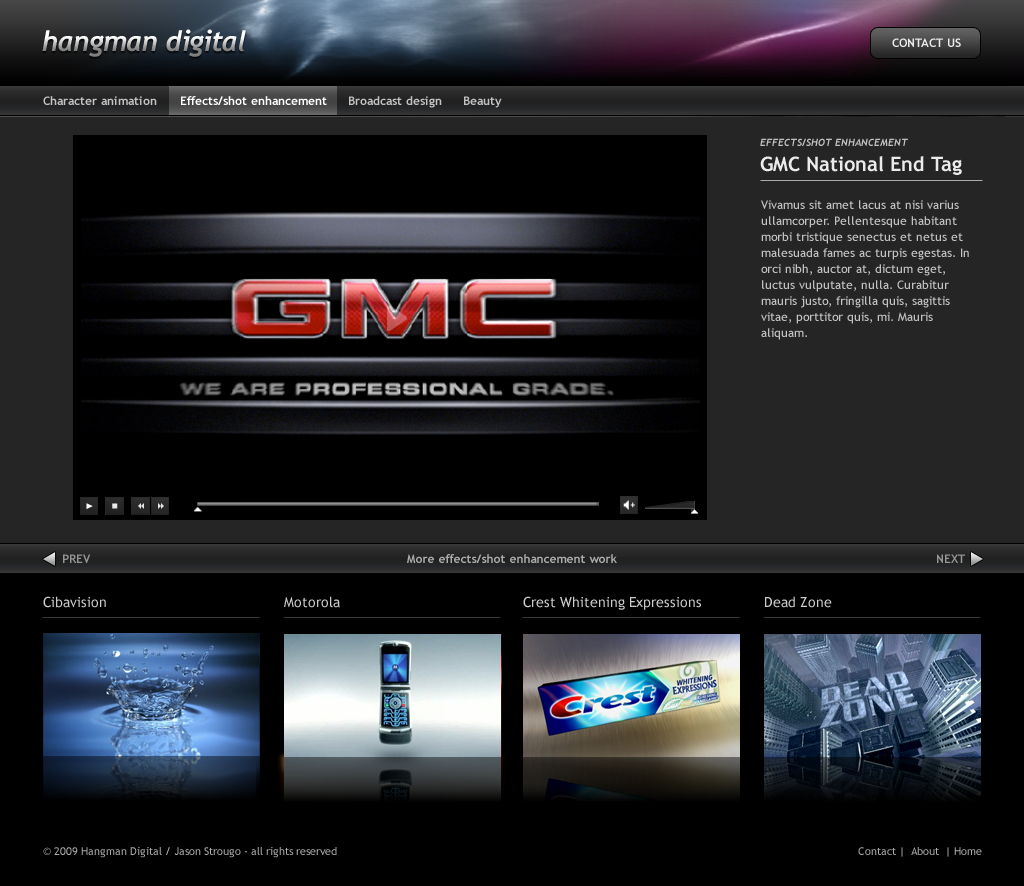 hangman digital
CONTACT US
Character animation
Effects/shot enhancement
Broadcast design
Beauty
EFFECTS/SHOT ENHANCEMENT
GMC National End Tag
Vivamus sit amet lacus at nisi varius
ullamcorper. Pellentesque habitant
morbi tristique senectus et netus et
malesuada fames ac turpis egestas. In
orci nibh, auctor at, dictum eget,
luctus vulputate, nulla. Curabitur
mauris justo, fringilla quis, sagittis
vitae, porttitor quis, mi. Mauris
aliquam.
GMC
WE ARE PROFESSIONAL GRADE.
PREV
More effects/shot enhancement work
NEXT
Cibavision
Motorola
Crest Whitening Expressions
Dead Zone
Crest
WHITENING
EXPRESSIONS
DEAD
ZONE
© 2009 Hangman Digital / Jason Strougo - all rights reserved
Contact | About | Home